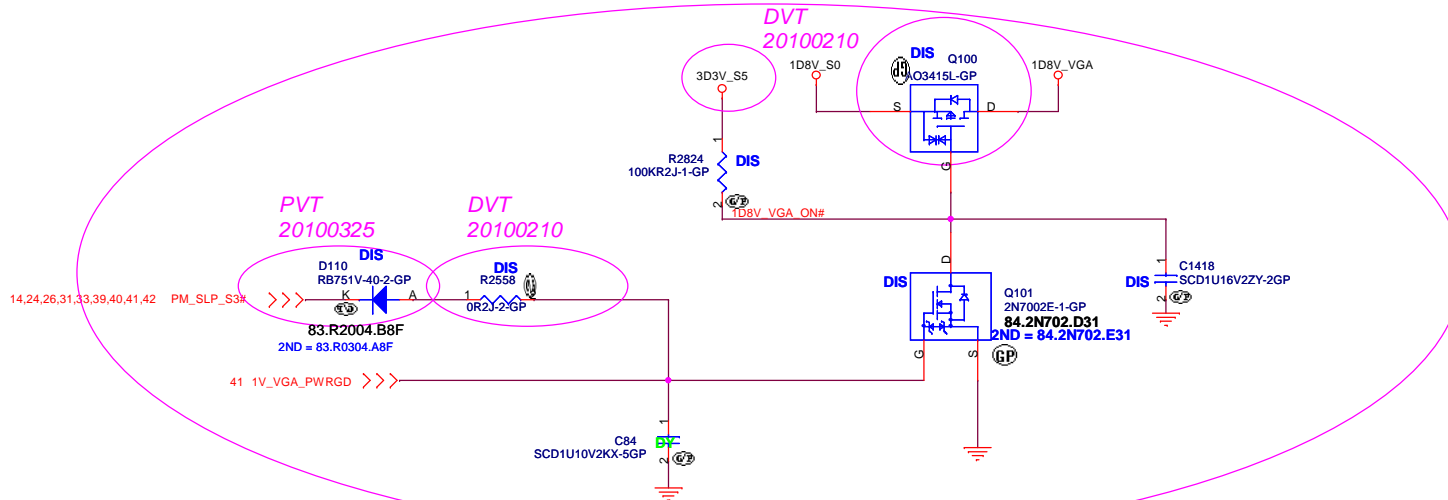 DVT
20100210
DIS
Q100
AO3415L-GP
1D8V_S0
1D8V_VGA
3D3V_S5
S
D
G
1
R2824
100KR2J-1-GP
DIS
2
1D8V_VGA_ON#
PVT
20100325
DVT
20100210
DIS
D110
RB751V-40-2-GP
DIS
R2558
0R2J-2-GP
14,24,26,31,33,39,40,41,42 PM_SLP_S3#
K
A
1
2
83.R2004.B8F
2ND = 83.R0304.A8F
D
DIS
Q101
2N7002E-1-GP
84.2N702.D31
2ND = 84.2N702.E31
GP
G
S
1
DIS
C1418
SCD1U16V2ZY-2GP
2
41 1V_VGA_PWRGD
1
C84
DY
SCD1U10V2KX-5GP
2